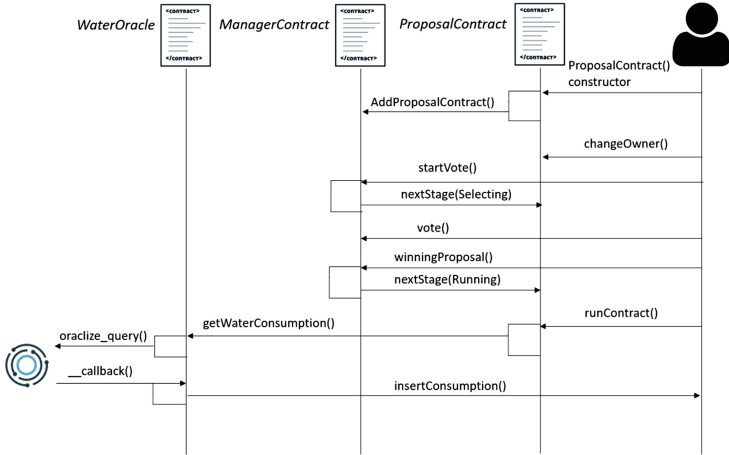 <CONTRACT>
<CONTRACT>
<CONTRACT>
WaterOracle
ManagerContract
ProposalContract
</CONTRACT>
</CONTRACT>
</CONTRACT>
ProposalContract()
constructor
AddProposalContract()
changeOwner()
startVote()
nextStage(Selecting)
vote()
winningProposal()
nextStage(Running)
runContract()
getWaterConsumption()
oraclize_query()
__callback()
insertConsumption()